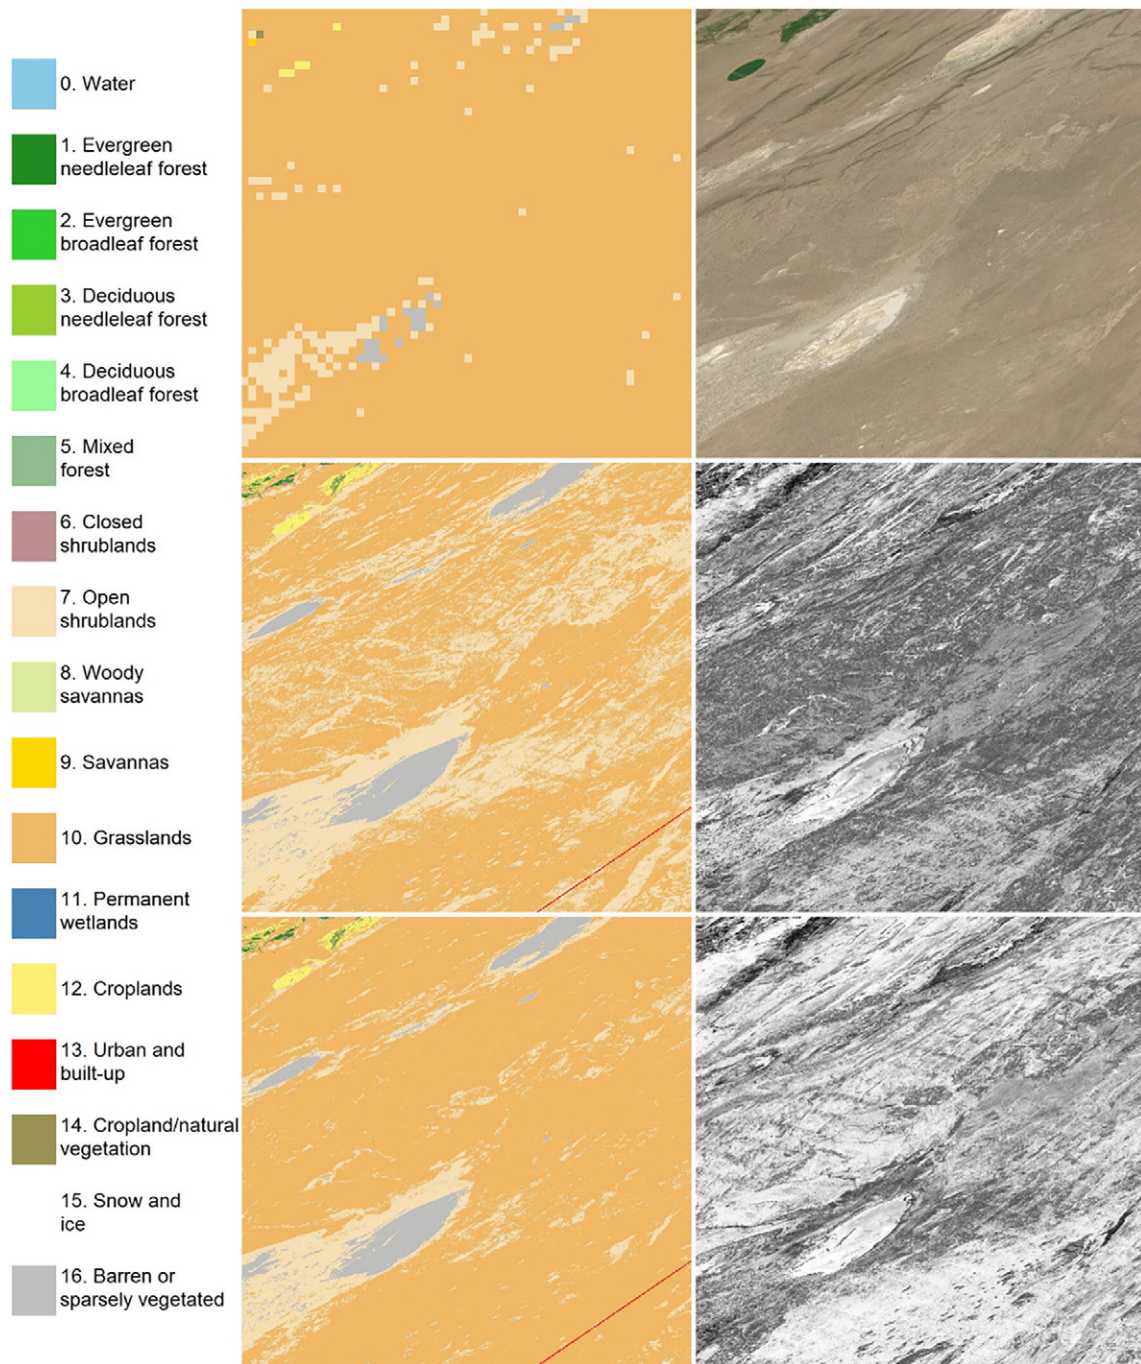 0. Water
1. Evergreen
needleleaf forest
2. Evergreen
broadleaf forest
3. Deciduous
needleleaf forest
4. Deciduous
broadleaf forest
5. Mixed
forest
6. Closed
shrublands
7. Open
shrublands
8. Woody
savannas
9. Savannas
10. Grasslands
11. Permanent
wetlands
12. Croplands
13. Urban and
built-up
14. Cropland/natural
vegetation
15. Snow and
ice
16. Barren or
sparsely vegetated